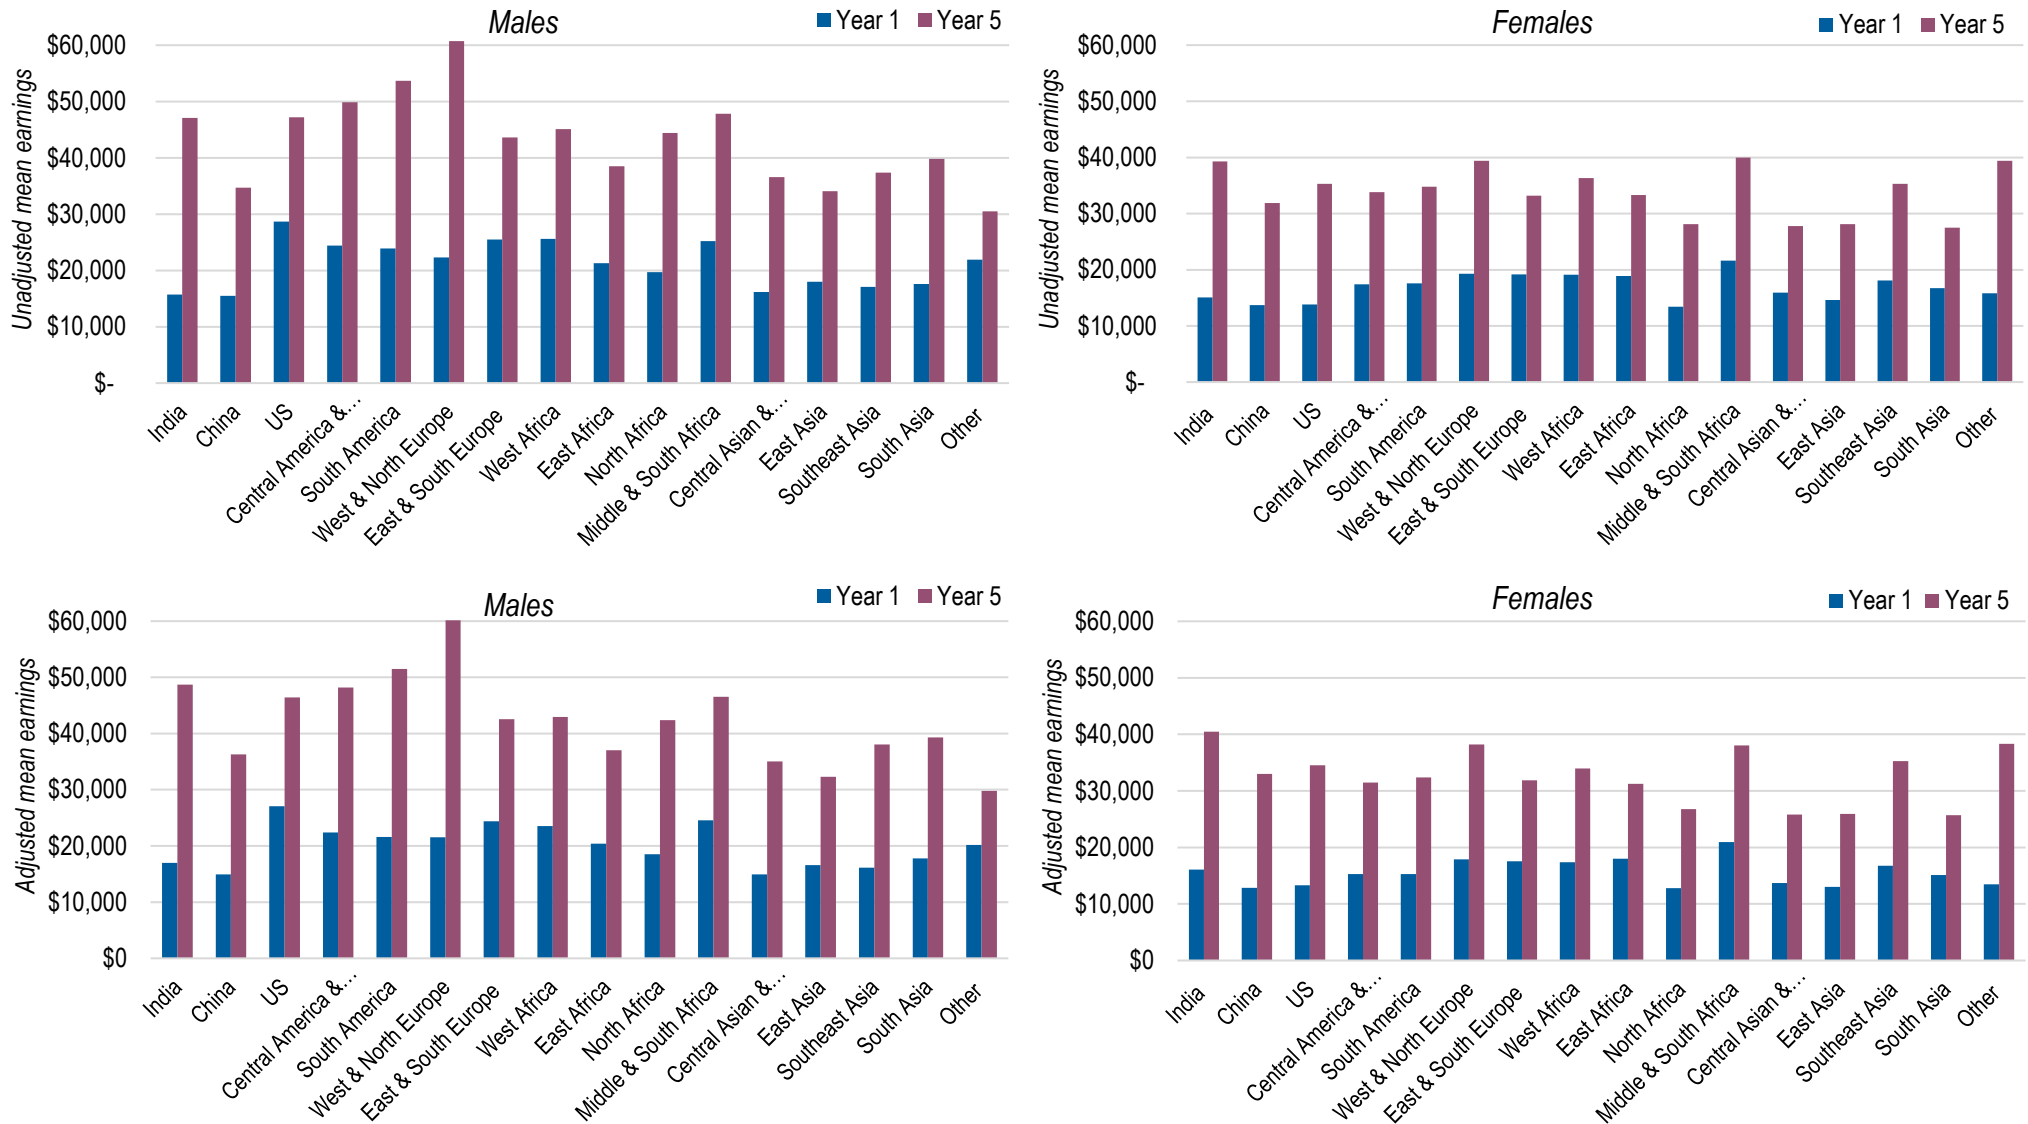 Males
Year 1
Year 5
Unadjusted mean earnings
$60,000
$50,000
$40,000
$30,000
$20,000
$10,000
$-
India
China
US
Central America &...
South America
West & North Europe
East & South Europe
West Africa
East Africa
North Africa
Middle & South Africa
Central Asian &...
East Asia
Southeast Asia
South Asia
Other
Females
Year 1
Year 5
Unadjusted mean earnings
$60,000
$50,000
$40,000
$30,000
$20,000
$10,000
$-
India
China
US
Central America &...
South America
West & North Europe
East & South Europe
West Africa
East Africa
North Africa
Middle & South Africa
Central Asian &...
East Asia
Southeast Asia
South Asia
Other
Males
Year 1
Year 5
Adjusted mean earnings
$60,000
$50,000
$40,000
$30,000
$20,000
$10,000
$0
India
China
US
Central America &...
South America
West & North Europe
East & South Europe
West Africa
East Africa
North Africa
Middle & South Africa
Central Asian &...
East Asia
Southeast Asia
South Asia
Other
Females
Year 1
Year 5
Adjusted mean earnings
$60,000
$50,000
$40,000
$30,000
$20,000
$10,000
$0
India
China
US
Central America &...
South America
West & North Europe
East & South Europe
West Africa
East Africa
North Africa
Middle & South Africa
Central Asian &...
East Asia
Southeast Asia
South Asia
Other